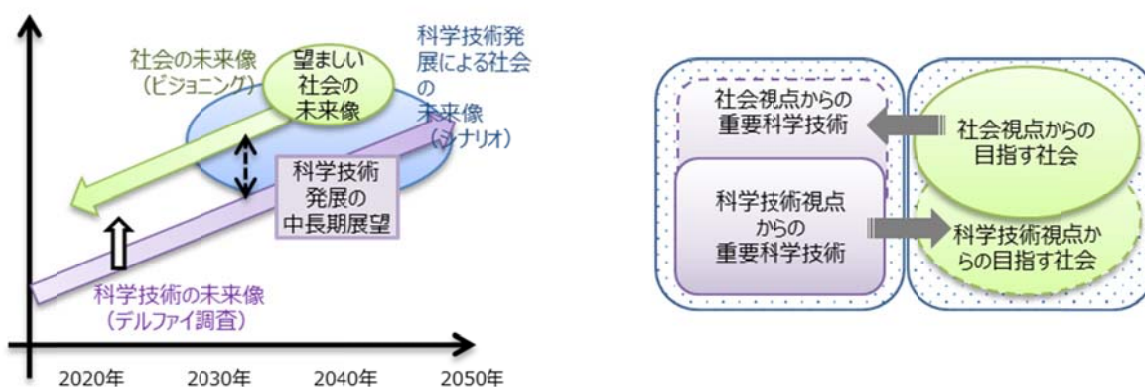 社会の未来像
(ビジョニング)
望ましい
社会の
未来像
科学技術発
展による社会
の
未来像
(シナリオ)
科学技術
発展の
中長期展望
科学技術の未来像
(デルファイ調査)
2020年
2030年
2040年
2050年
社会視点からの
重要科学技術
科学技術視点
からの
重要科学技術
社会視点からの
目指す社会
科学技術視点か
らの目指す社会